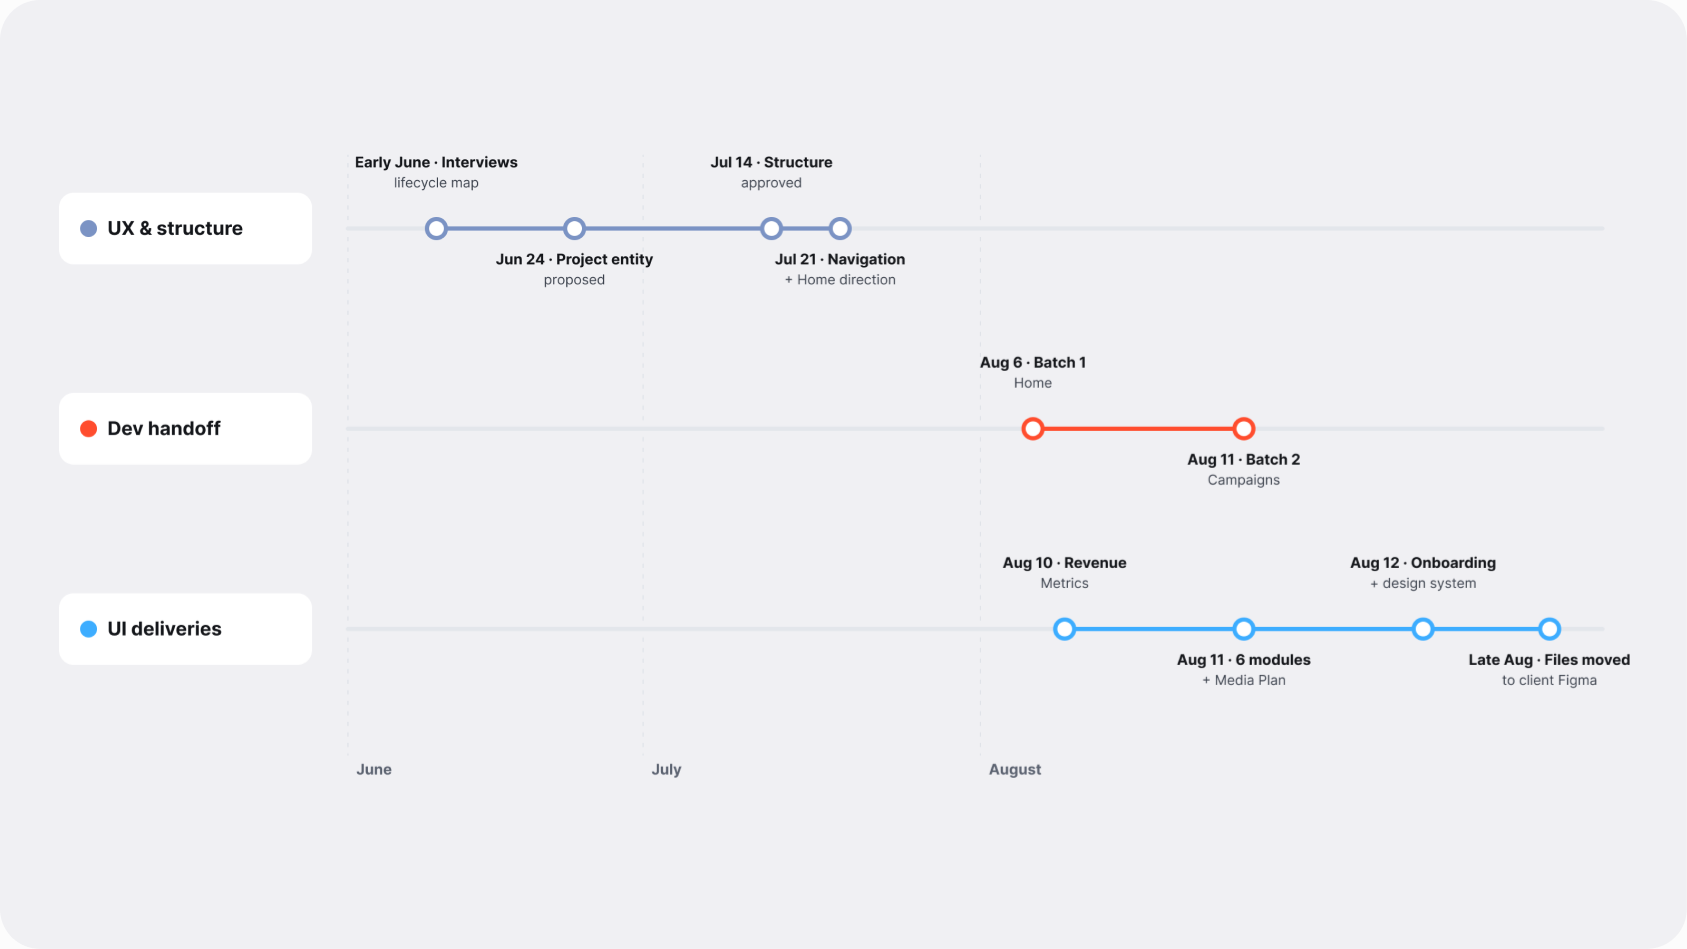 Early June · Interviews
lifecycle map
Jul 14 · Structure
approved
UX & structure
Jun 24 · Project entity
proposed
Jul 21 · Navigation
+ Home direction
Aug 6 · Batch 1
Home
Dev handoff
Aug 11 · Batch 2
Campaigns
Aug 10 · Revenue
Metrics
Aug 12 · Onboarding
+ design system
UI deliveries
Aug 11 · 6 modules
+ Media Plan
Late Aug · Files moved
to client Figma
June
July
August